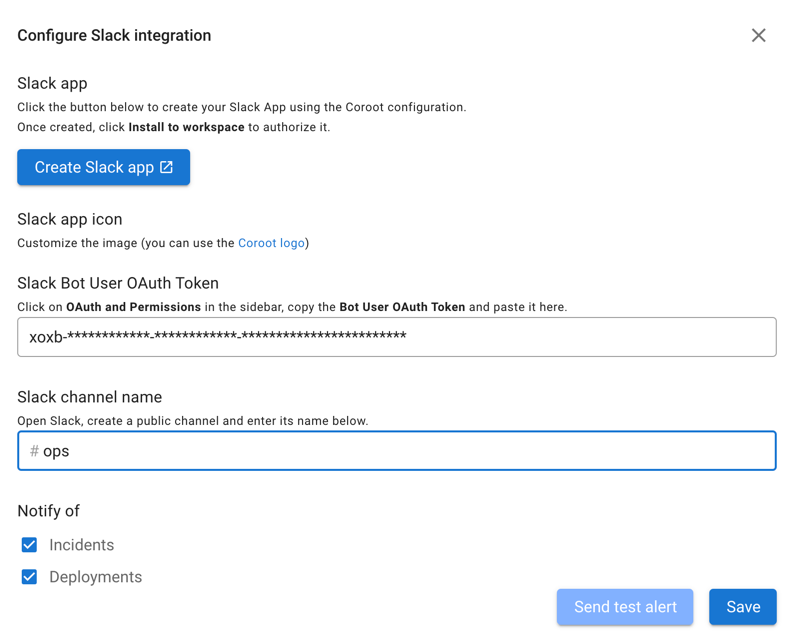 Configure Slack integration
Slack app
Click the button below to create your Slack App using the Coroot configuration.
Once created, click Install to workspace to authorize it.
Create Slack app
Slack app icon
Customize the image (you can use the Coroot logo)
Slack Bot User OAuth Token
Click on OAuth and Permissions in the sidebar, copy the Bot User OAuth Token and paste it here.
xoxb-************-************-************************
Slack channel name
Open Slack, create a public channel and enter its name below.
# ops
Notify of
Incidents
Deployments
Send test alert Save